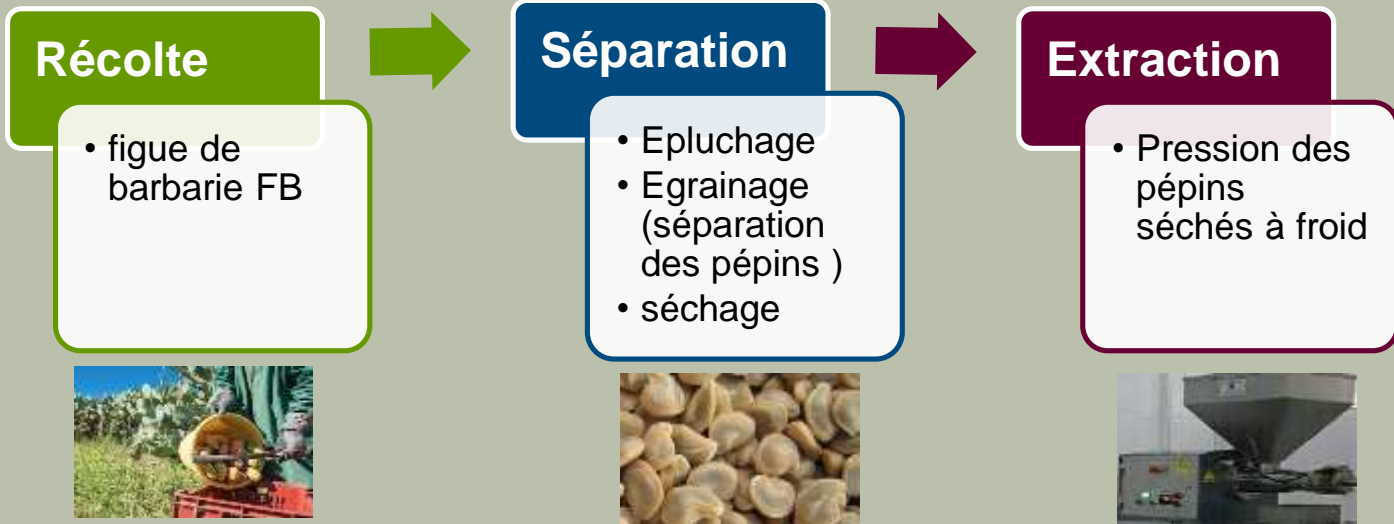 Récolte
• figue de
barbarie FB
Séparation
• Epluchage
• Egrainage
(séparation
des pépins )
• séchage
Extraction
• Pression des
pépins
séchés à froid